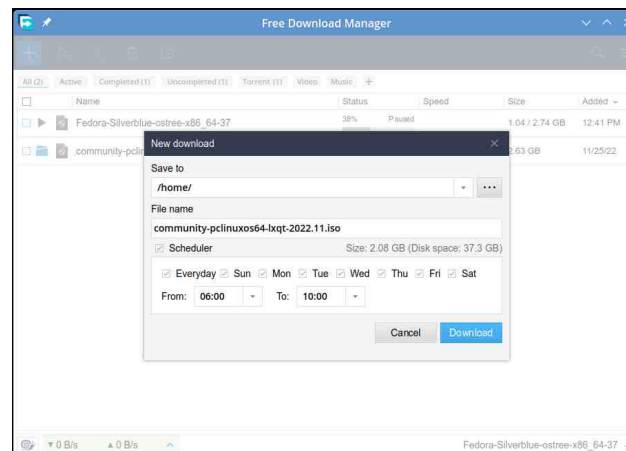 Free Download Manager
All (2) Active Completed (1) Uncompleted (1) Torrent (1) Video Music +
Name Status Speed Size Added
Fedora-Silverblue-ostree-x86_64-37 38% Paused 1.04 / 2.74 GB 12:41 PM
community-pclin 2.63 GB 11/25/22
New download
Save to
/home/
File name
community-pclinuxos64-lxqt-2022.11.iso
Scheduler Size: 2.08 GB (Disk space: 37.3 GB)
Everyday Sun Mon Tue Wed Thu Fri Sat
From: 06:00 To: 10:00
Cancel Download
0 B/s 0 B/s Fedora-Silverblue-ostree-x86_64-37